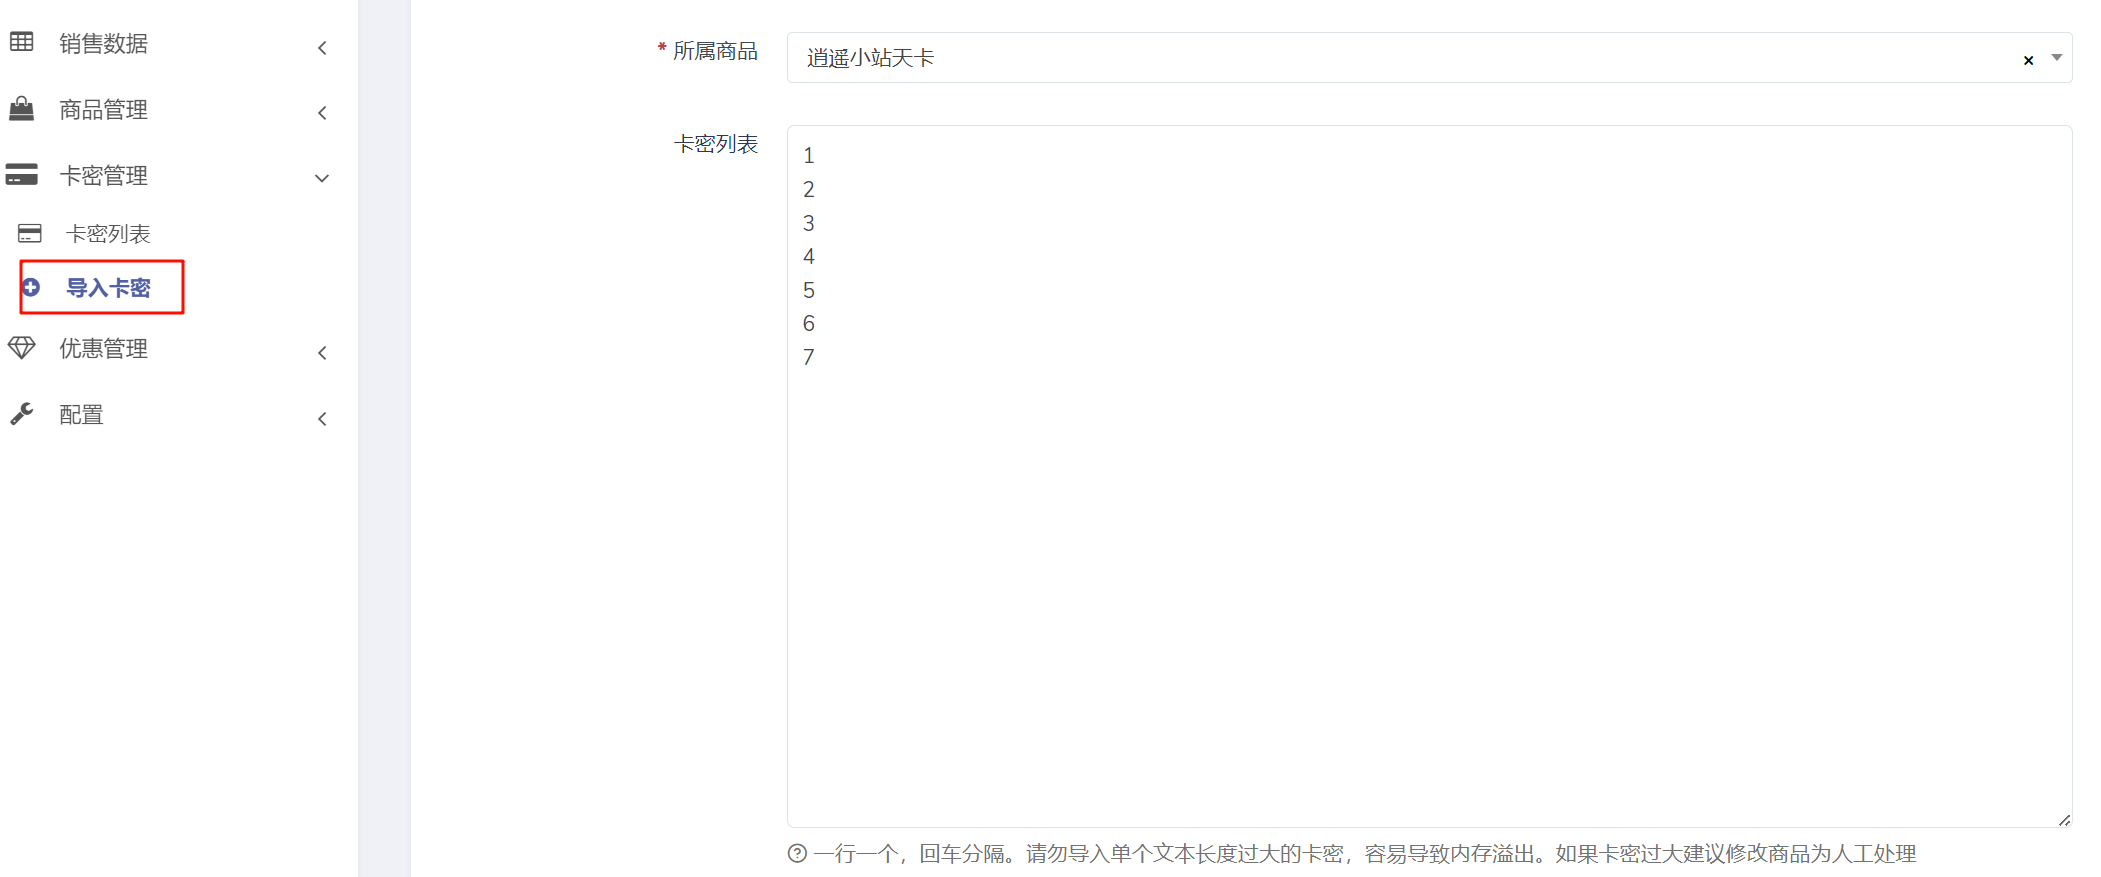 销售数据
商品管理
卡密管理
卡密列表
导入卡密
优惠管理
配置
* 所属商品
逍遥小站天卡
×
卡密列表
1
2
3
4
5
6
7
一行一个，回车分隔。请勿导入单个文本长度过大的卡密，容易导致内存溢出。如果卡密过大建议修改商品为人工处理